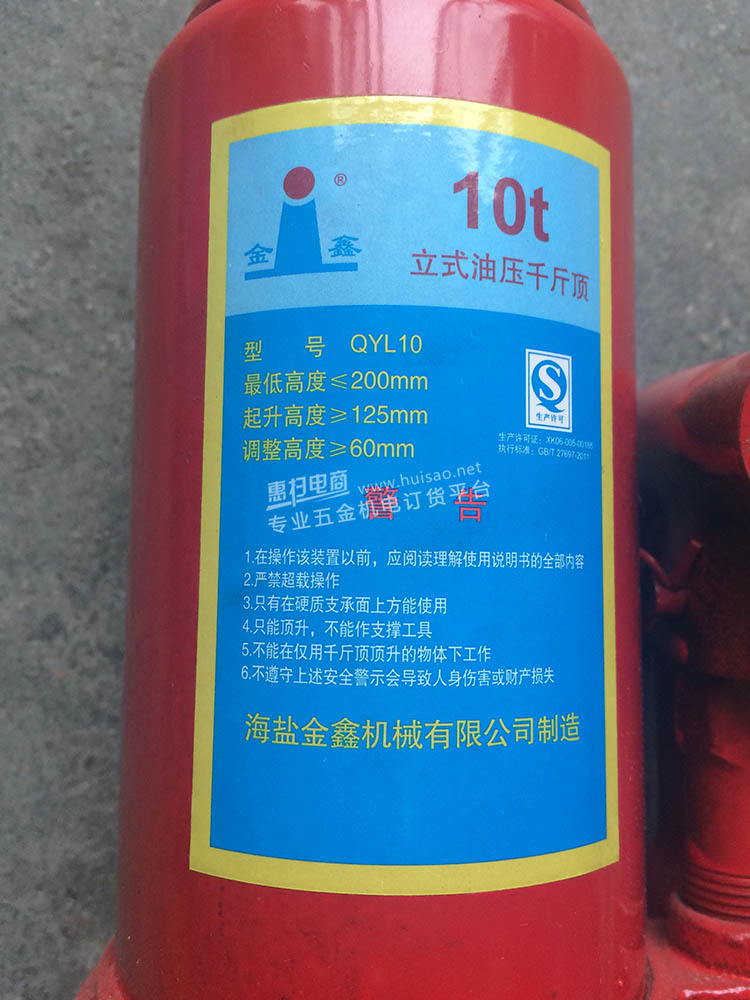 ®
金 鑫
10t
立式油压千斤顶
型 号 QYL10
最低高度≤200mm
起升高度≥125mm
调整高度≥60mm
生产许可
生产许可证：XK06-005-00185
执行标准：GB/T 27697-2011
惠扫电商 www.huisao.net
专业五金机电订货平台
警 告
1.在操作该装置以前，应阅读理解使用说明书的全部内容
2.严禁超载操作
3.只有在硬质支承面上方能使用
4.只能顶升，不能作支撑工具
5.不能在仅用千斤顶顶升的物体下工作
6.不遵守上述安全警示会导致人身伤害或财产损失
海盐金鑫机械有限公司制造